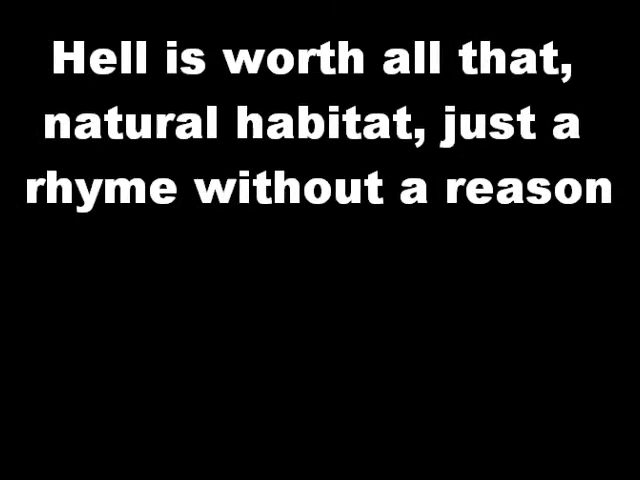 Hell is worth all that,
natural habitat, just a
rhyme without a reason